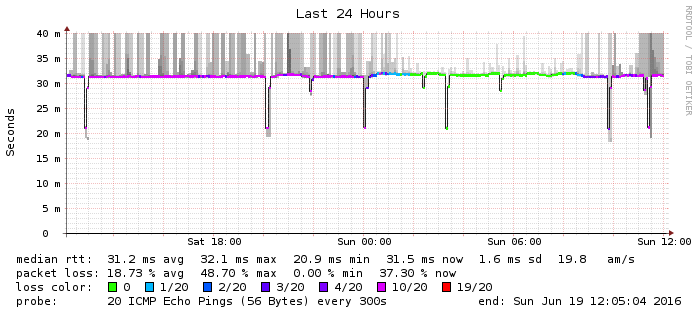 Last 24 Hours
RRDTOOL / TOBI OETIKER
Seconds
40 m
35 m
30 m
25 m
20 m
15 m
10 m
5 m
0
Sat 18:00 Sun 00:00 Sun 06:00 Sun 12:00
median rtt: 31.2 ms avg 32.1 ms max 20.9 ms min 31.5 ms now 1.6 ms sd 19.8 am/s
packet loss: 18.73 % avg 48.70 % max 0.00 % min 37.30 % now
loss color: 0 1/20 2/20 3/20 4/20 10/20 19/20
probe: 20 ICMP Echo Pings (56 Bytes) every 300s end: Sun Jun 19 12:05:04 2016